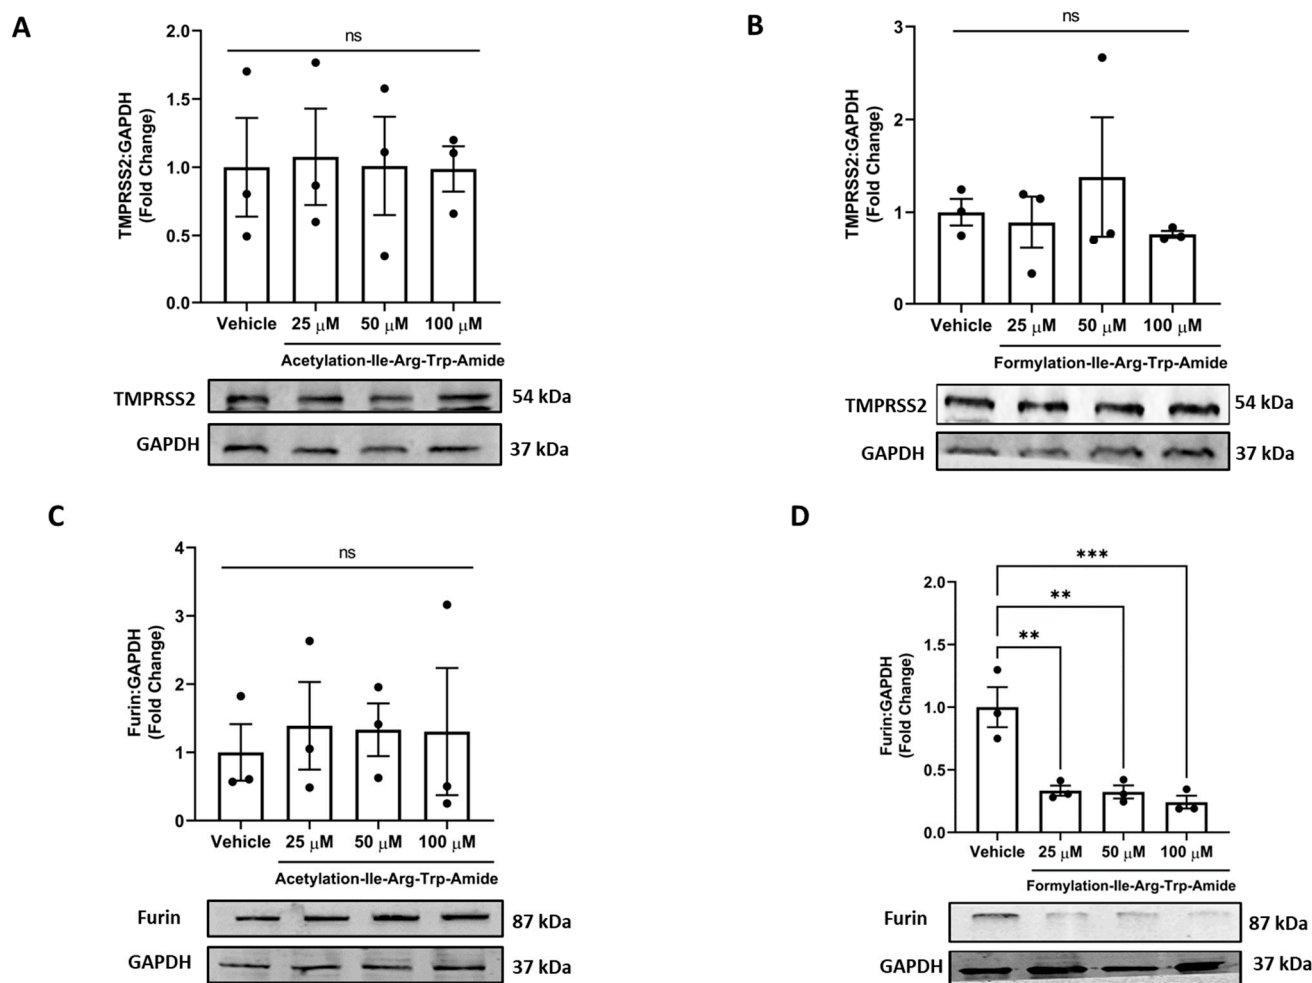 A
ns
TMPRSS2:GAPDH
(Fold Change)
2.0
1.5
1.0
0.5
0.0
Vehicle 25 μM 50 μM 100 μM
Acetylation-Ile-Arg-Trp-Amide
TMPRSS2 54 kDa
GAPDH 37 kDa
B
ns
TMPRSS2:GAPDH
(Fold Change)
3
2
1
0
Vehicle 25 μM 50 μM 100 μM
Formylation-Ile-Arg-Trp-Amide
TMPRSS2 54 kDa
GAPDH 37 kDa
C
ns
Furin:GAPDH
(Fold Change)
4
3
2
1
0
Vehicle 25 μM 50 μM 100 μM
Acetylation-Ile-Arg-Trp-Amide
Furin 87 kDa
GAPDH 37 kDa
D
***
**
**
Furin:GAPDH
(Fold Change)
2.0
1.5
1.0
0.5
0.0
Vehicle 25 μM 50 μM 100 μM
Formylation-Ile-Arg-Trp-Amide
Furin 87 kDa
GAPDH 37 kDa